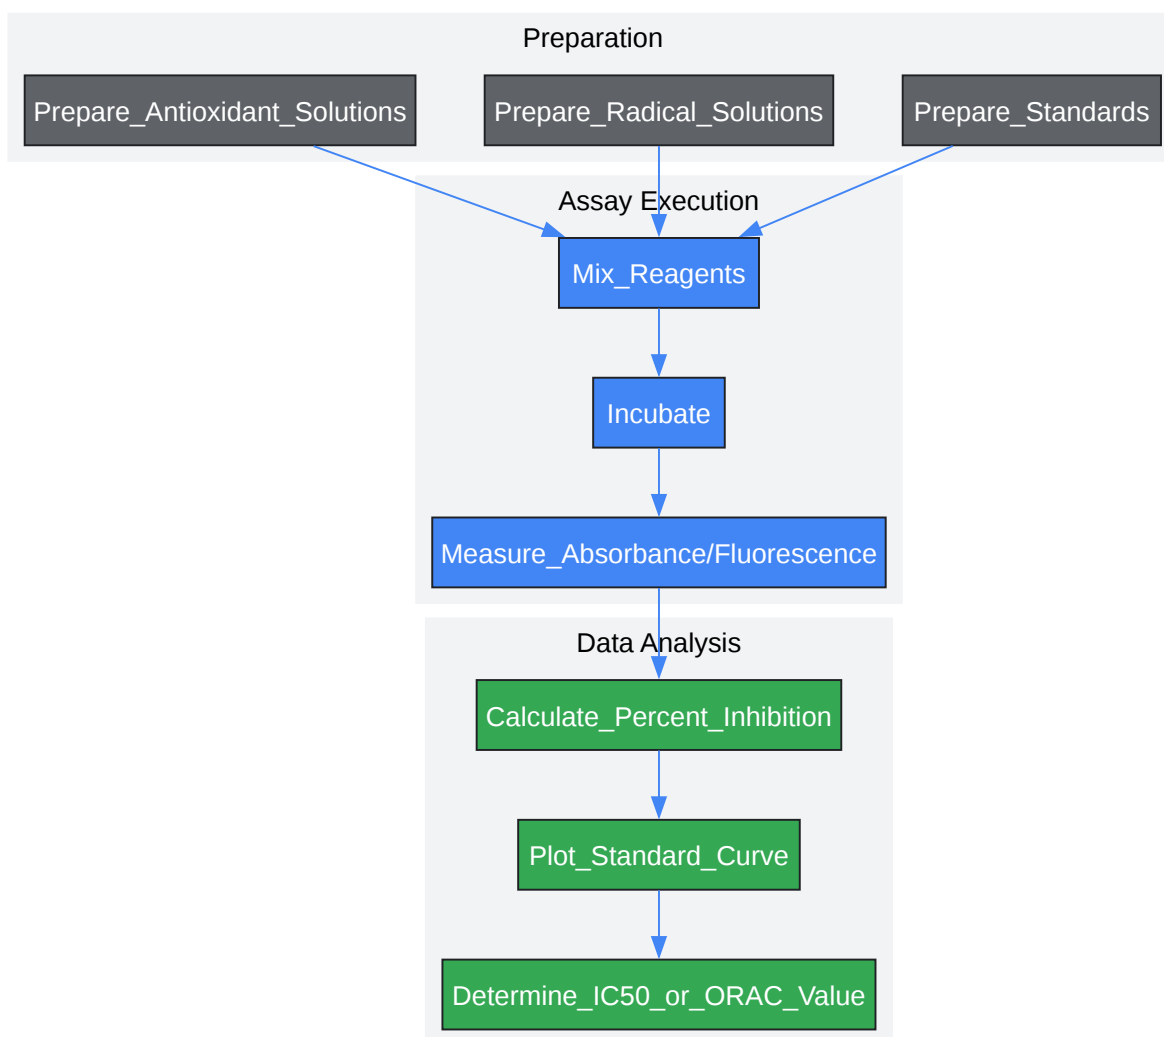 Preparation
Prepare_Antioxidant_Solutions
Prepare_Radical_Solutions
Prepare_Standards
Assay Execution
Mix_Reagents
Incubate
Measure_Absorbance/Fluorescence
Data Analysis
Calculate_Percent_Inhibition
Plot_Standard_Curve
Determine_IC50_or_ORAC_Value